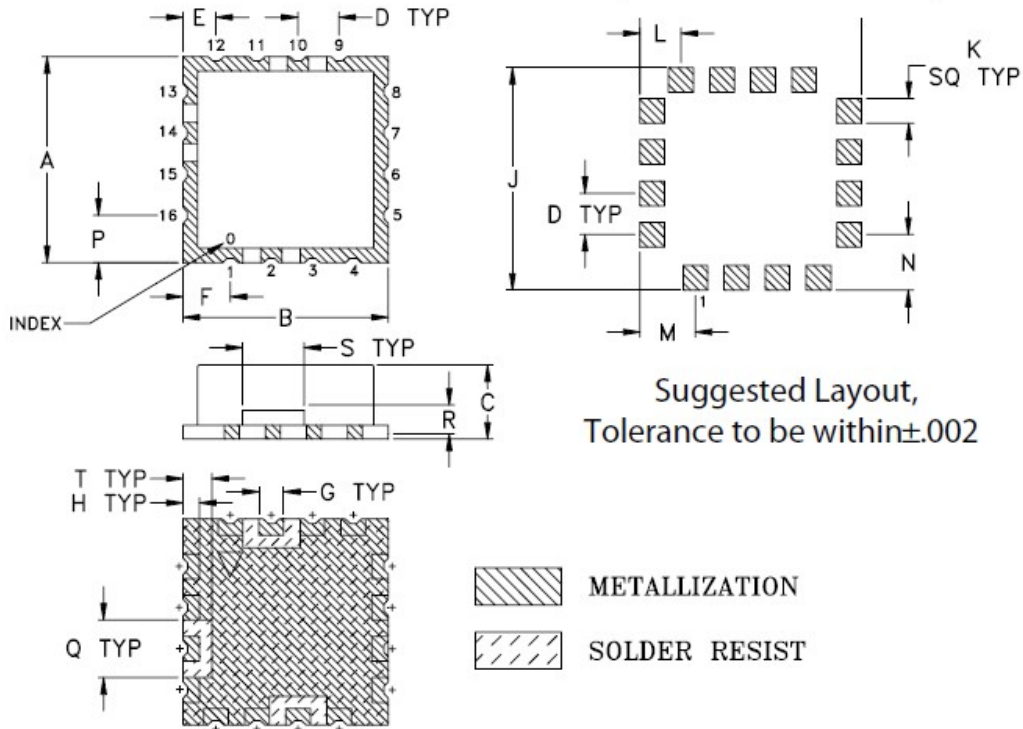 E
D TYP
12 11 10 9
13
8
14
7
A
15
6
16
5
P
0
1 2 3 4
F
INDEX
B
L
K
SQ TYP
J
D TYP
N
1
M
S TYP
R
C
Suggested Layout,
Tolerance to be within±.002
T TYP
H TYP
G TYP
Q TYP
METALLIZATION
SOLDER RESIST